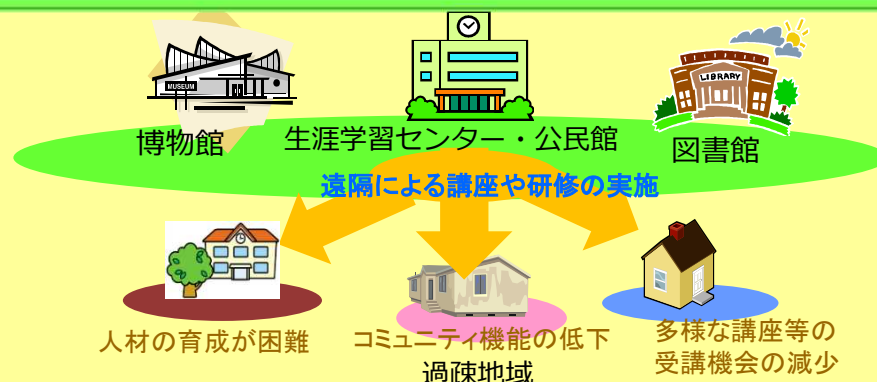 MUSEUM
LIBRARY
博物館
生涯学習センター・公民館
図書館
遠隔による講座や研修の実施
人材の育成が困難
コミュニティ機能の低下
多様な講座等の
受講機会の減少
過疎地域